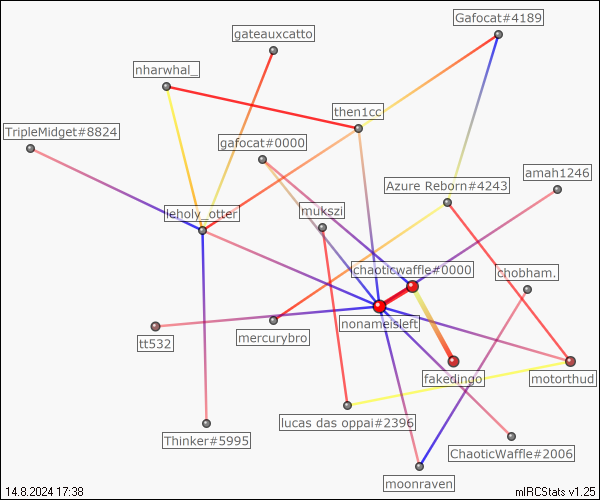 Gafocat#4189
gateauxcatto
nharwhal_
then1cc
TripleMidget#8824
gafocat#0000
amah1246
Azure Reborn#4243
mukszi
leholy_otter
chaoticwaffle#0000
chobham.
nonameisleft
mercurybro
tt532
fakedingo
motorthud
lucas das oppai#2396
Thinker#5995
ChaoticWaffle#2006
moonraven
14.8.2024 17:38
mIRCStats v1.25